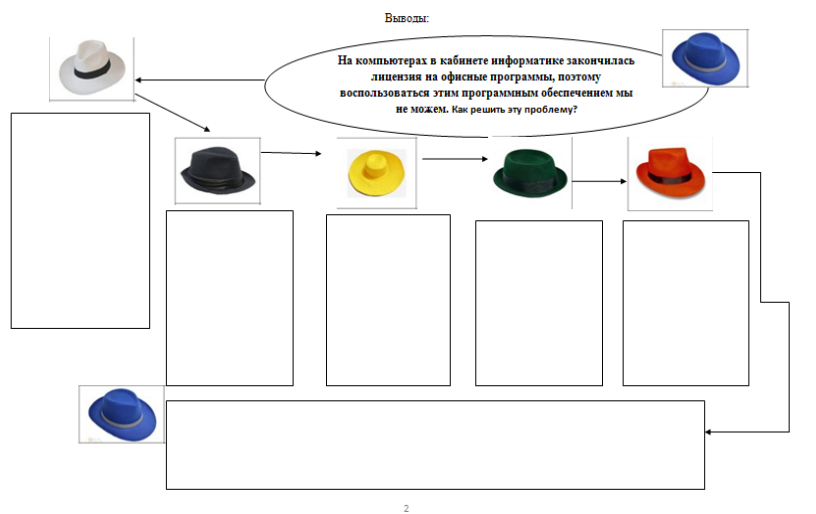 Выводы:
На компьютерах в кабинете информатике закончилась
лицензия на офисные программы, поэтому
воспользоваться этим программным обеспечением мы
не можем. Как решить эту проблему?
2